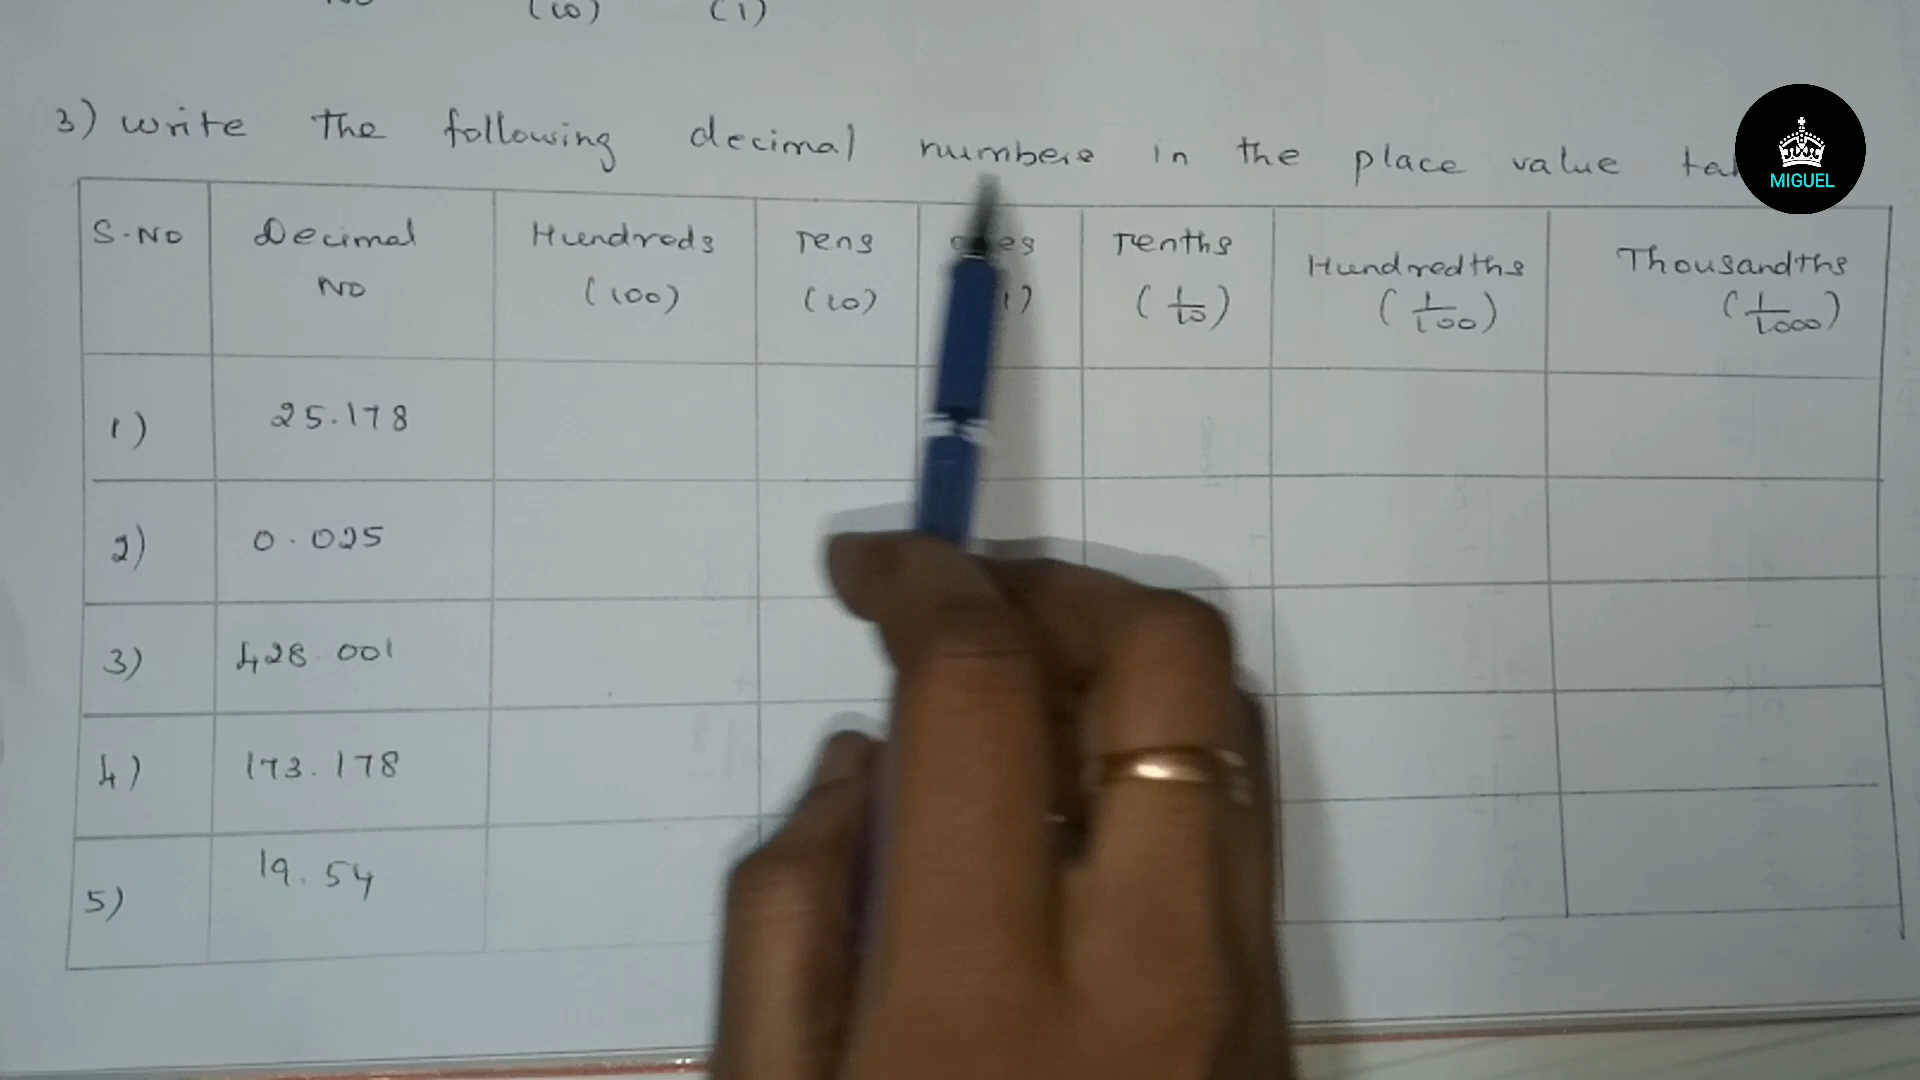 (10) (1)
3) Write the following decimal numbers in the place value
MIGUEL
S.No Decimal No Hundreds (100) Tens (10) Tenths (1/10) Hundredths (1/100) Thousandths (1/1000)
1) 25.178
2) 0.025
3) 428.001
4) 173.178
5) 19.54